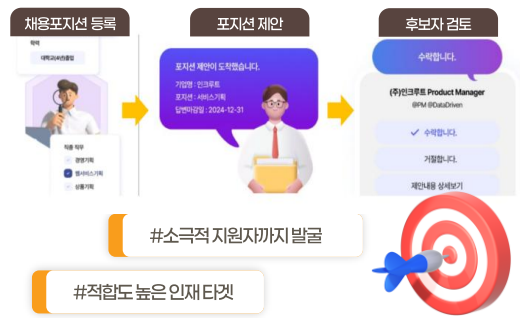 채용포지션 등록
포지션 제안
후보자 검토
학력
대학교(4년)졸업
직종 직무
경영기획
웹서비스기획
상품기획
포지션 제안이 도착했습니다.
기업명 : 인크루트
포지션 : 서비스기획
답변마감일 : 2024-12-31
수락합니다.
(주)인크루트 Product Manager
@PM @DataDriven
수락합니다.
거절합니다.
제안내용 상세보기
#소극적 지원자까지 발굴
#적합도 높은 인재 타겟